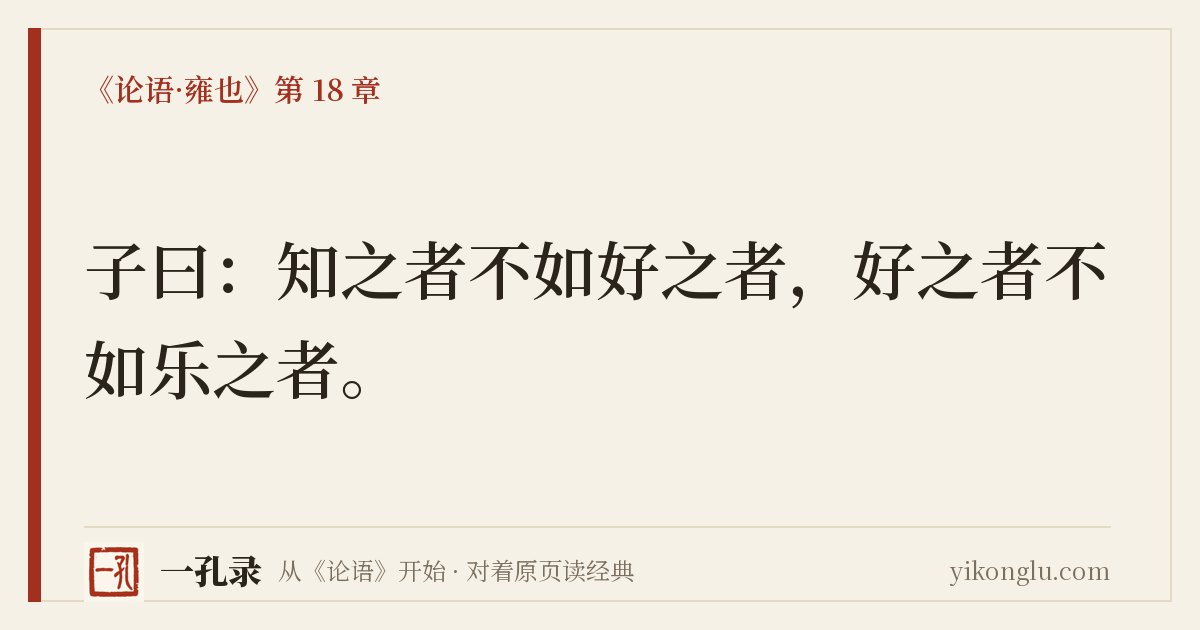 《论语·雍也》第 18 章
子曰：知之者不如好之者，好之者不
如乐之者。
一孔
一孔录 从《论语》开始 · 对着原页读经典 yikonglu.com